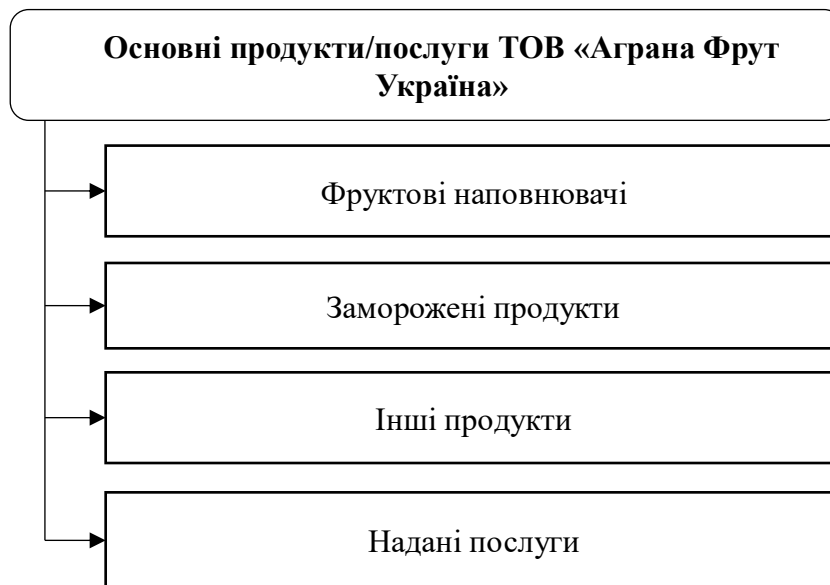 Основні продукти/послуги ТОВ «Аграна Фрут
Україна»
Фруктові наповнювачі
Заморожені продукти
Інші продукти
Надані послуги